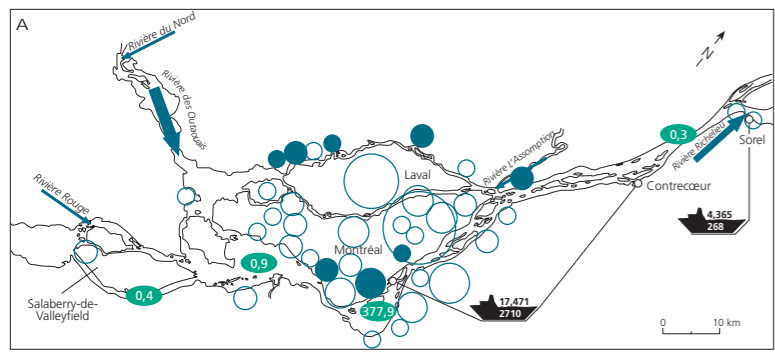 A
Rivière du Nord
N
Rivière des Outaouais
0,3
Rivière Richelieu
Sorel
Rivière L'Assomption
Laval
Contrecœur
Rivière Rouge
4,365
268
Montréal
0,9
Salaberry-de-
Valleyfield
0,4
377,9
17,471
2710
0 10 km